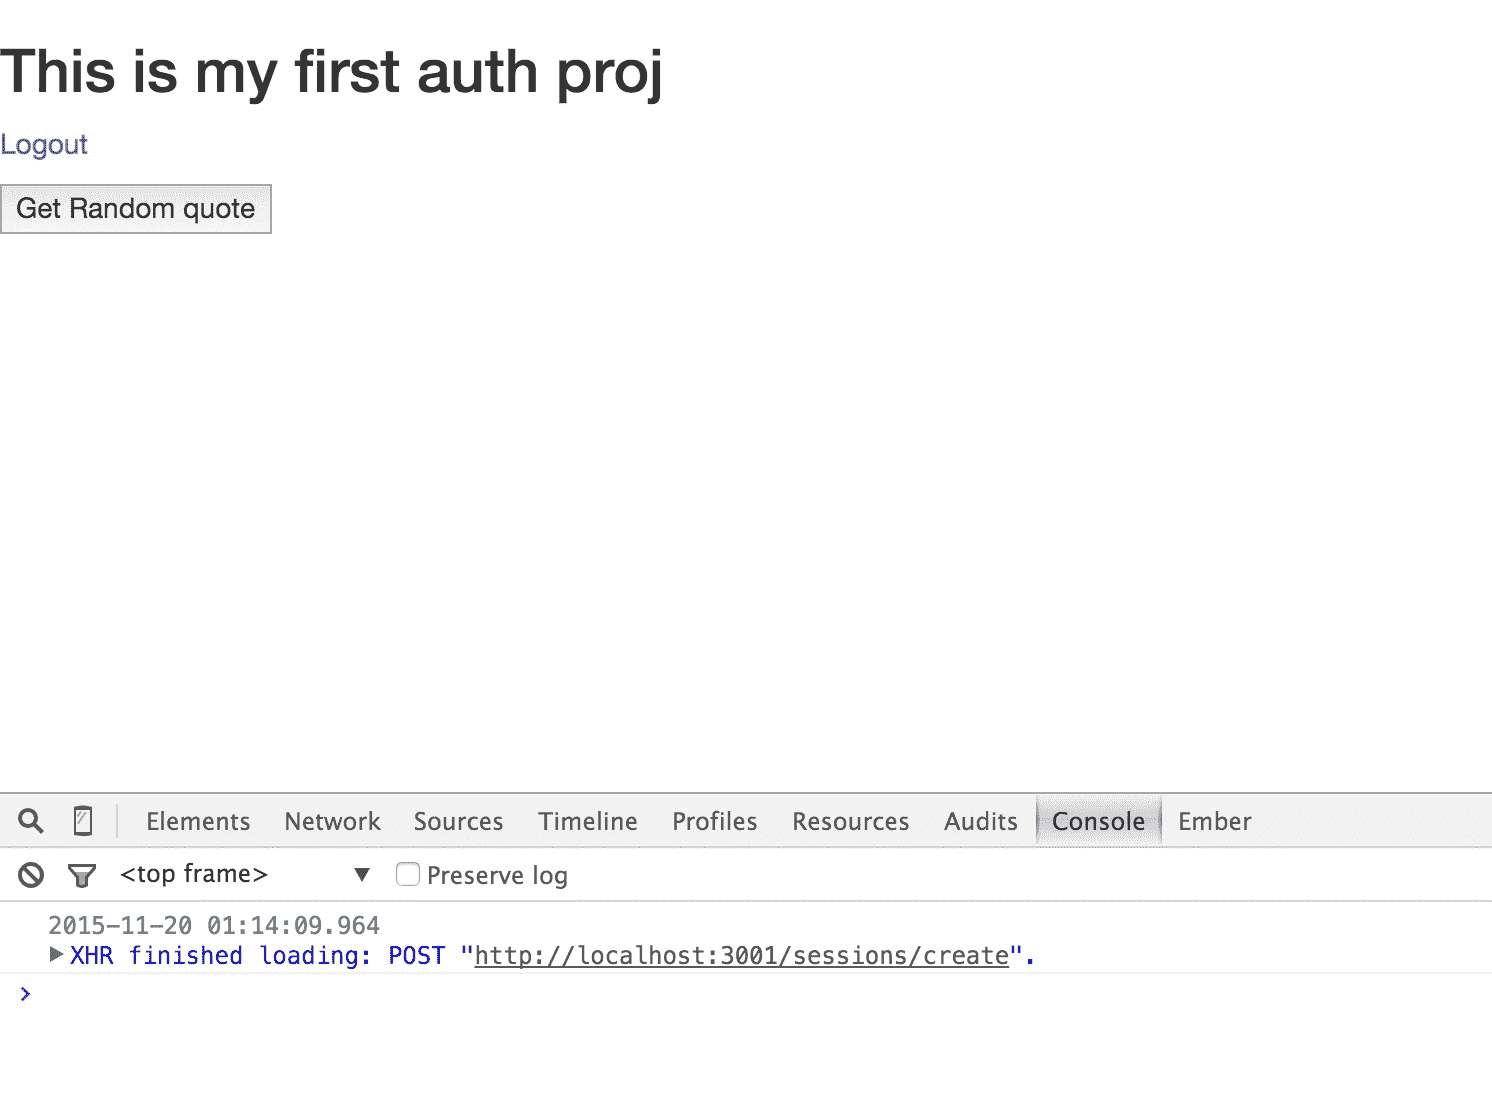 This is my first auth proj
Logout
Get Random quote
Elements Network Sources Timeline Profiles Resources Audits Console Ember
<top frame> Preserve log
2015-11-20 01:14:09.964
XHR finished loading: POST "http://localhost:3001/sessions/create".